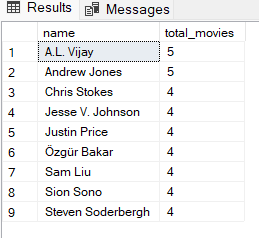 Results Messages
name total_movies
1 A.L. Vijay 5
2 Andrew Jones 5
3 Chris Stokes 4
4 Jesse V. Johnson 4
5 Justin Price 4
6 Özgür Bakar 4
7 Sam Liu 4
8 Sion Sono 4
9 Steven Soderbergh 4